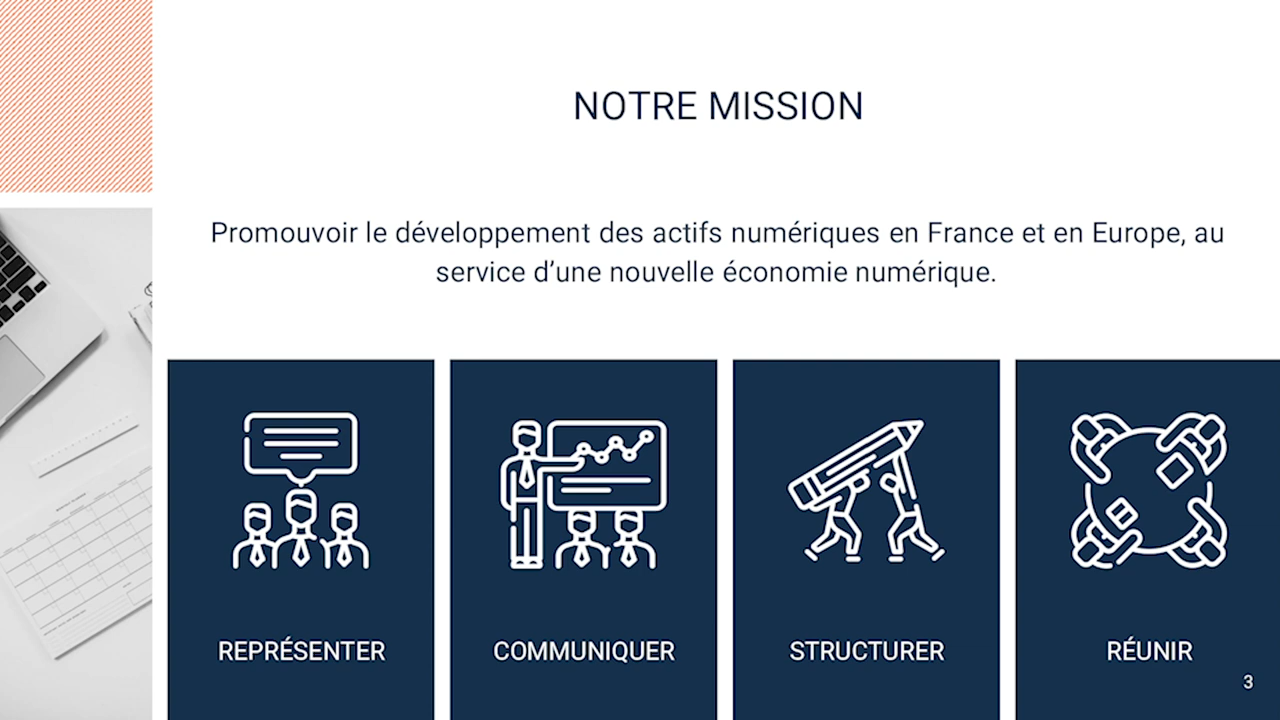 NOTRE MISSION
Promouvoir le développement des actifs numériques en France et en Europe, au
service d’une nouvelle économie numérique.
REPRÉSENTER
COMMUNIQUER
STRUCTURER
RÉUNIR
3